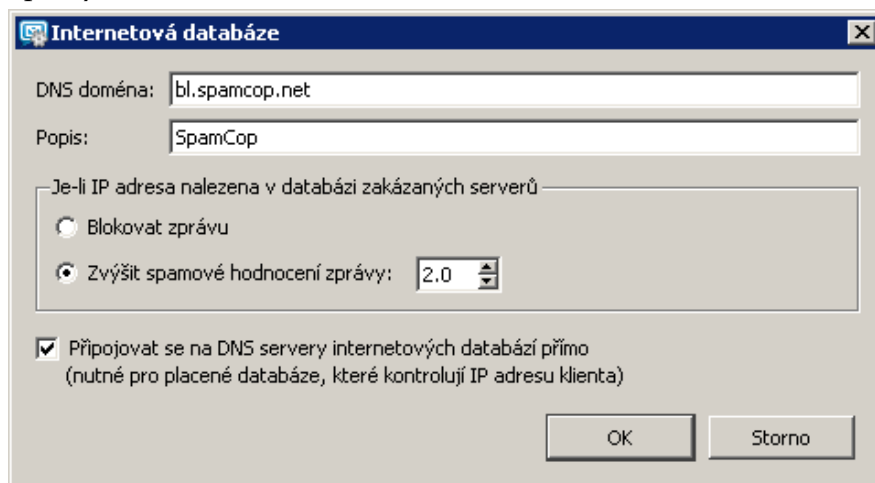 Internetová databáze
DNS doména: bl.spamcop.net
Popis: SpamCop
Je-li IP adresa nalezena v databázi zakázaných serverů
Blokovat zprávu
Zvýšit spamové hodnocení zprávy: 2.0
Připojovat se na DNS servery internetových databází přímo
(nutné pro placené databáze, které kontrolují IP adresu klienta)
OK Storno